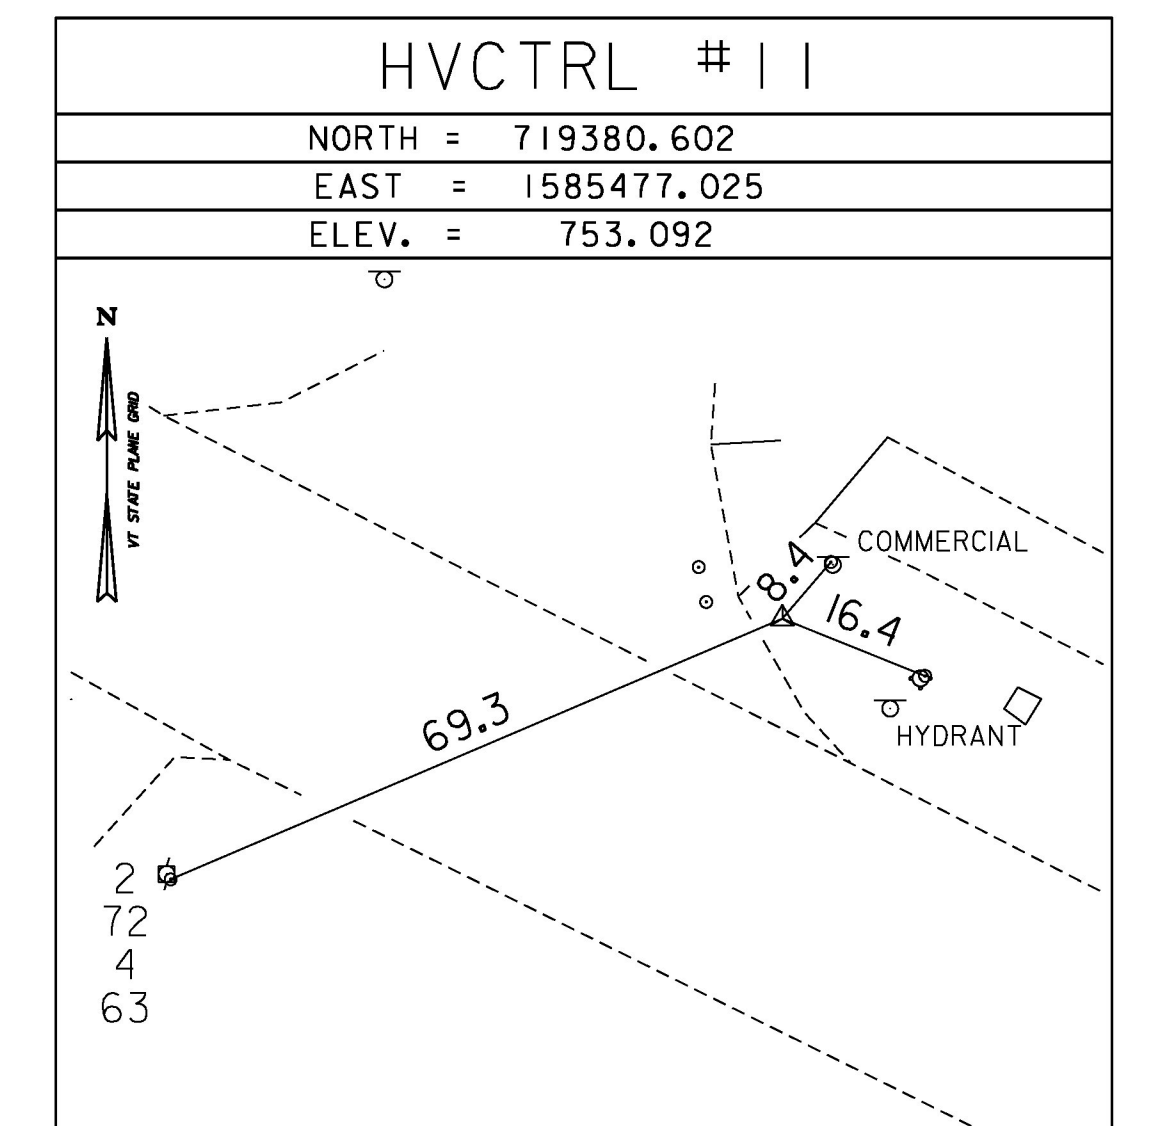 HVCTRL #11
NORTH = 719380.602
EAST = 1585477.025
ELEV. = 753.092
N
VT STATE PLANE GRID
COMMERCIAL
8.4
16.4
69.3
HYDRANT
2
72
4
63